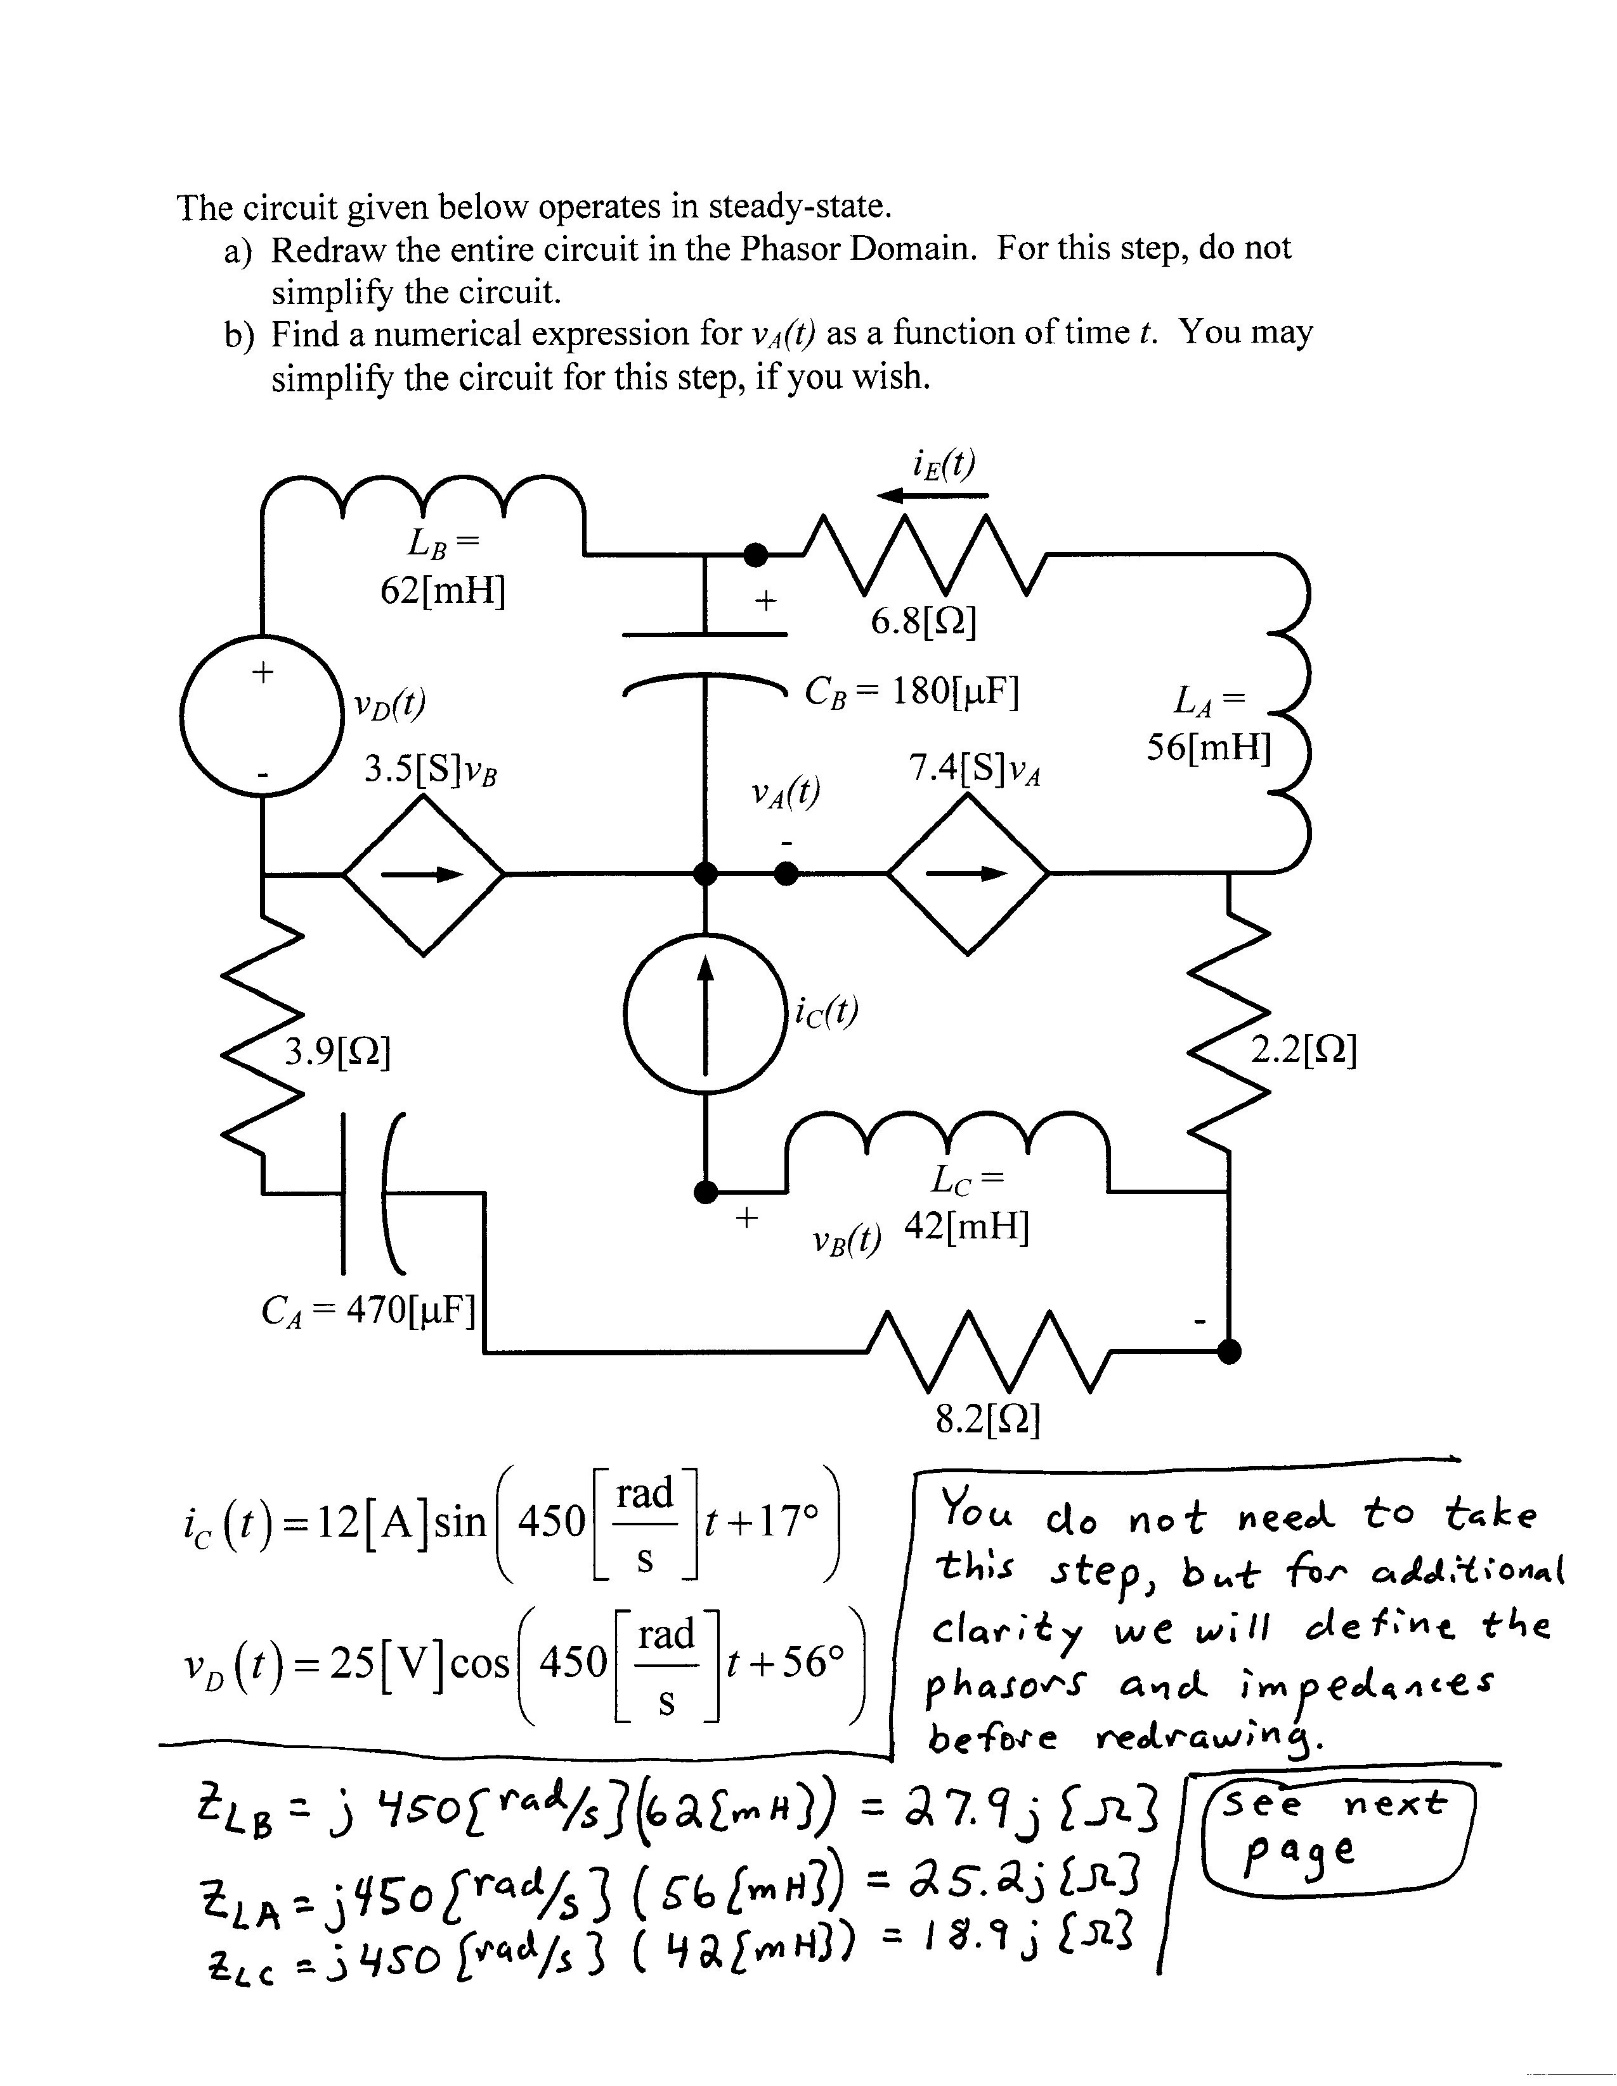 The circuit given below operates in steady-state.
a) Redraw the entire circuit in the Phasor Domain. For this step, do not
simplify the circuit.
b) Find a numerical expression for vA(t) as a function of time t. You may
simplify the circuit for this step, if you wish.
iE(t)
LB =
62[mH]
+
6.8[Ω]
+
vD(t)
-
CB = 180[µF]
LA =
56[mH]
3.5[S]vB
vA(t)
-
7.4[S]vA
iC(t)
3.9[Ω]
2.2[Ω]
LC =
42[mH]
+
vB(t)
-
CA = 470[µF]
8.2[Ω]
iC(t) = 12[A]sin(450[rad/s]t + 17°)
vD(t) = 25[V]cos(450[rad/s]t + 56°)
You do not need to take
this step, but for additional
clarity we will define the
phasors and impedances
before redrawing.
ZLB = j 450[rad/s](62[mH]) = 27.9j [Ω]
ZLA = j450[rad/s](56[mH]) = 25.2j [Ω]
ZLC = j450[rad/s](42[mH]) = 18.9j [Ω]
see next
page